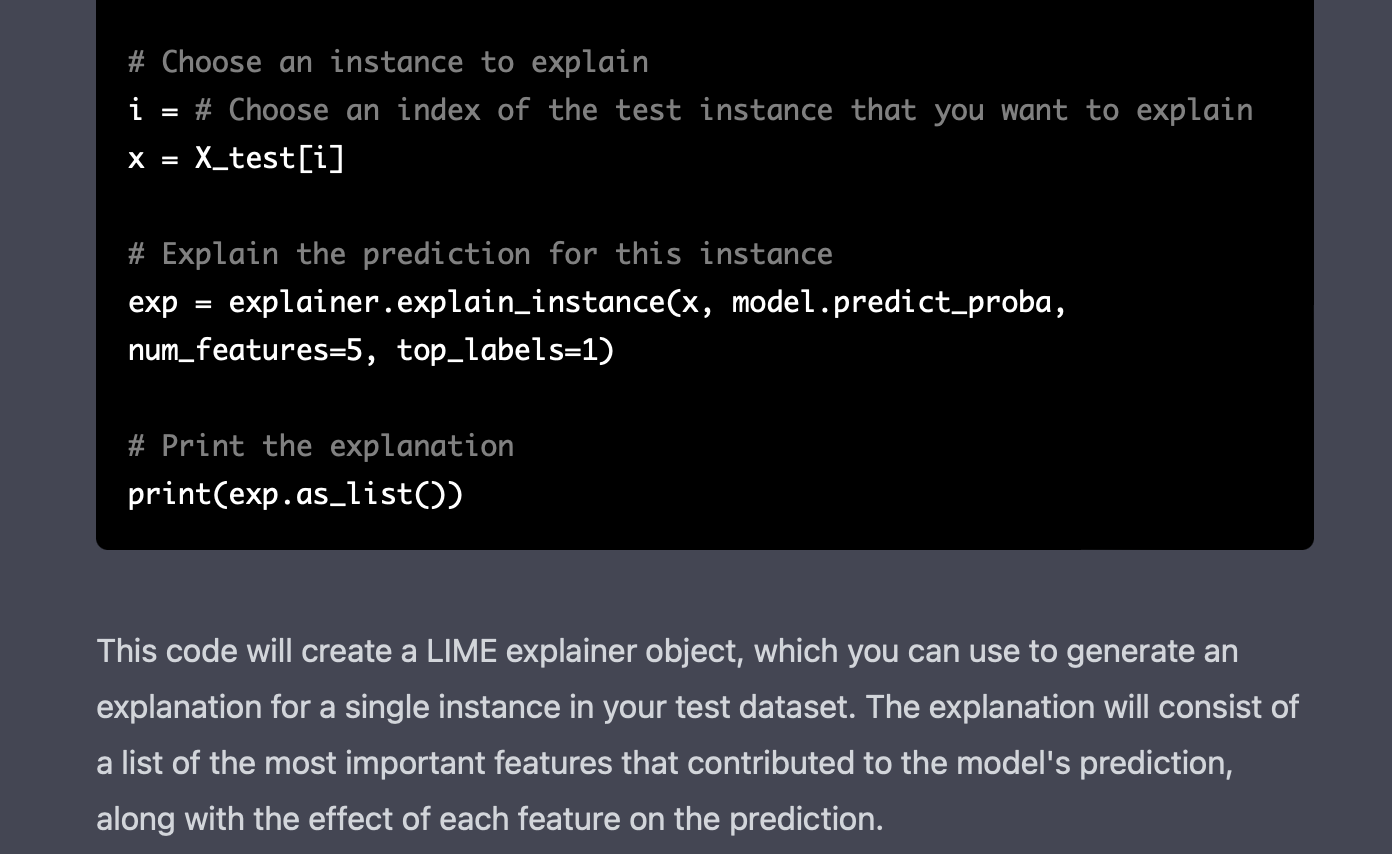 # Choose an instance to explain
i = # Choose an index of the test instance that you want to explain
x = X_test[i]
# Explain the prediction for this instance
exp = explainer.explain_instance(x, model.predict_proba,
num_features=5, top_labels=1)
# Print the explanation
print(exp.as_list())
This code will create a LIME explainer object, which you can use to generate an
explanation for a single instance in your test dataset. The explanation will consist of
a list of the most important features that contributed to the model's prediction,
along with the effect of each feature on the prediction.